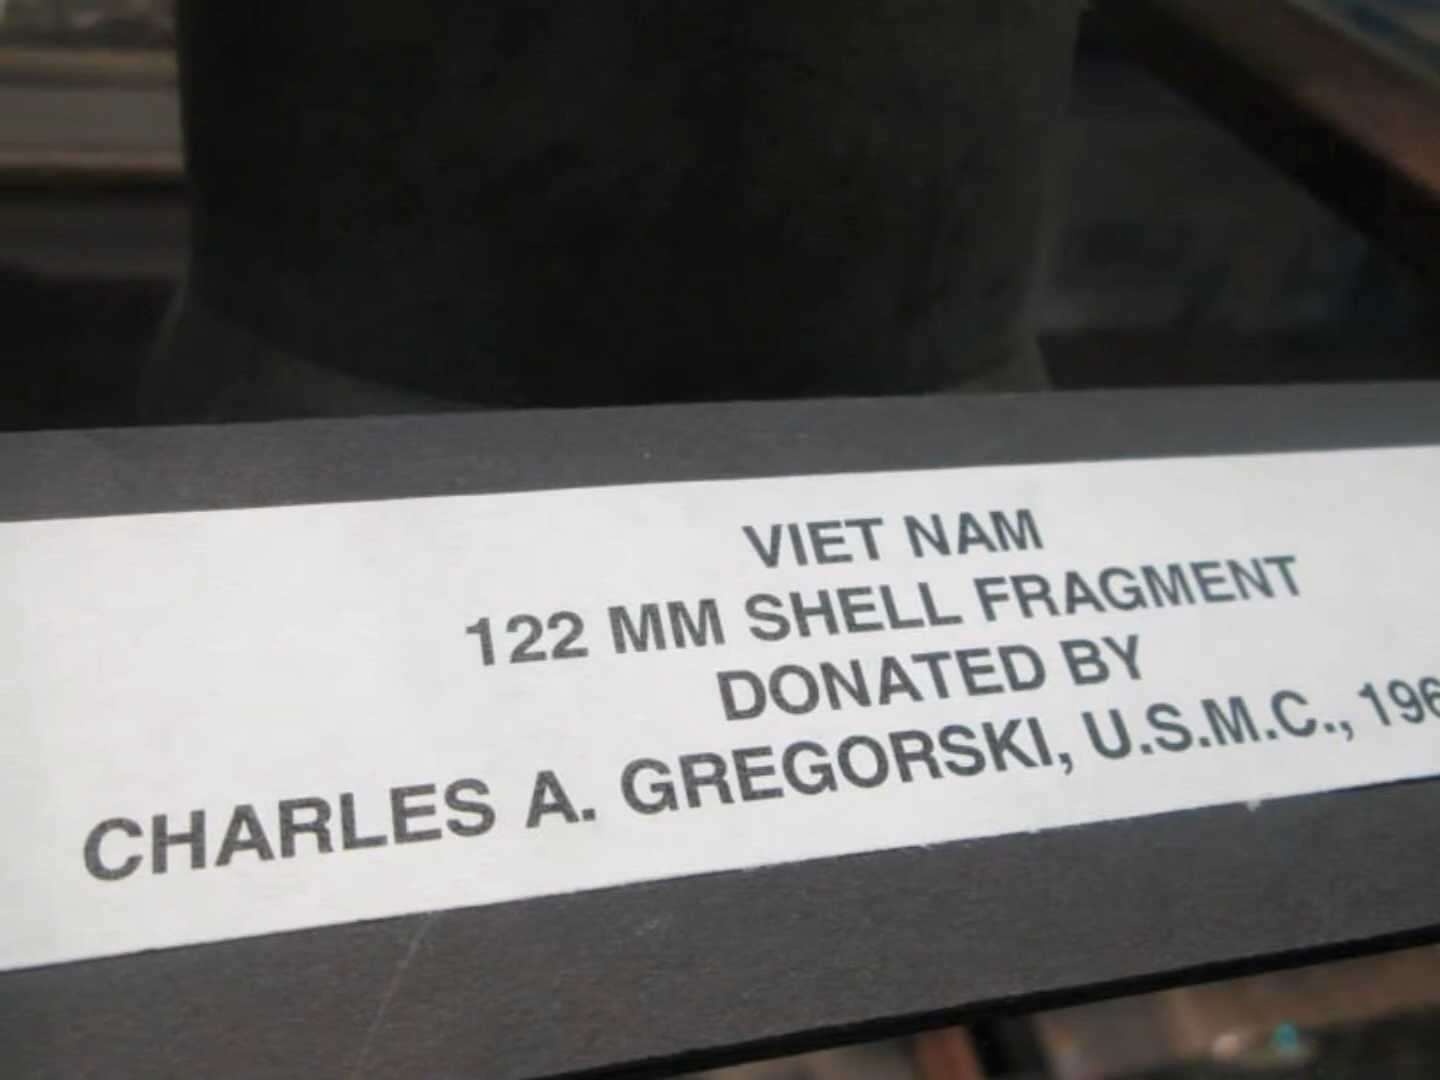 VIET NAM
122 MM SHELL FRAGMENT
DONATED BY
CHARLES A. GREGORSKI, U.S.M.C., 196